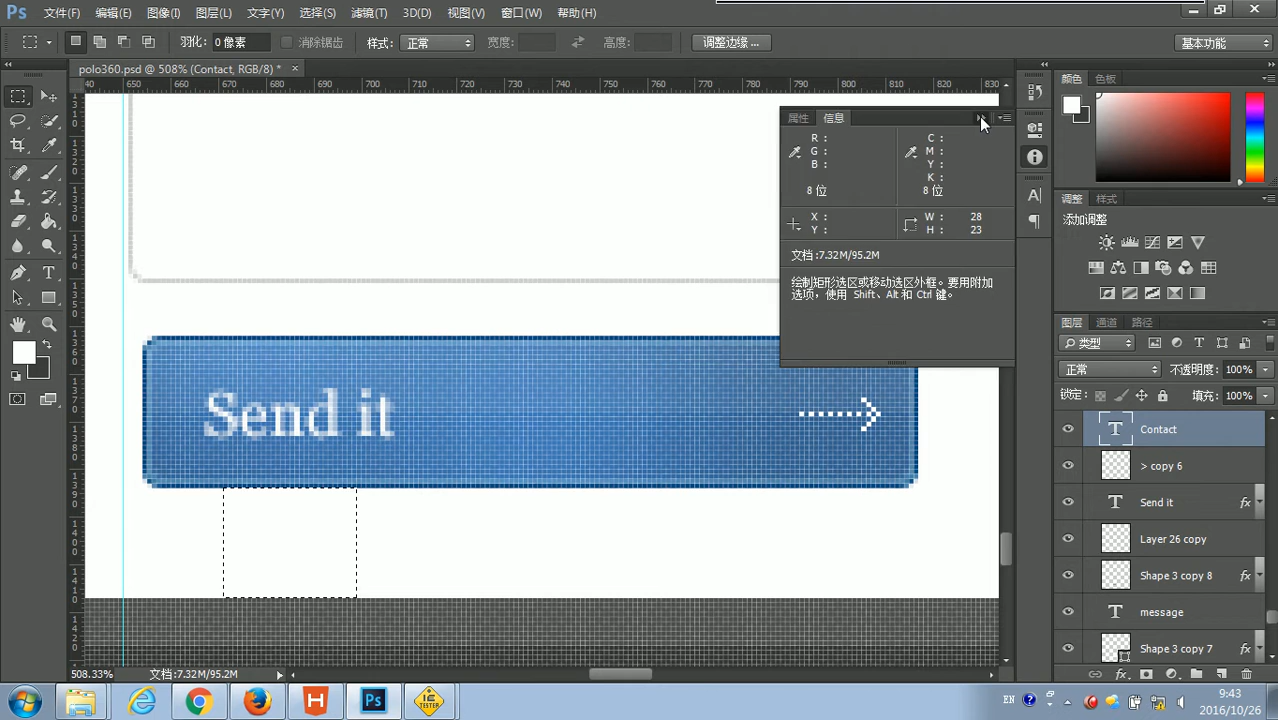 Ps 文件(F) 编辑(E) 图像(I) 图层(L) 文字(Y) 选择(S) 滤镜(T) 3D(D) 视图(V) 窗口(W) 帮助(H)
羽化: 0 像素 消除锯齿 样式: 正常 宽度: 高度: 调整边缘 ... 基本功能
polo360.psd @ 508% (Contact, RGB/8) * ×
40 650 660 670 680 690 700 710 720 730 740 750 760 770 780 790 800 810 820 830
颜色 色板
属性 信息
R: C:
G: M:
B: Y:
K:
8 位 8 位
X: W: 28
Y: H: 23
文档:7.32M/95.2M
绘制矩形选区或移动选区外框。要用附加
选项，使用 Shift、Alt 和 Ctrl 键。
调整 样式
添加调整
图层 通道 路径
类型
正常 不透明度: 100%
锁定: 填充: 100%
T Contact
> copy 6
T Send it fx
Layer 26 copy
Shape 3 copy 8 fx
T message
Shape 3 copy 7 fx
Send it
508.33% 文档:7.32M/95.2M
EN
9:43
2016/10/26